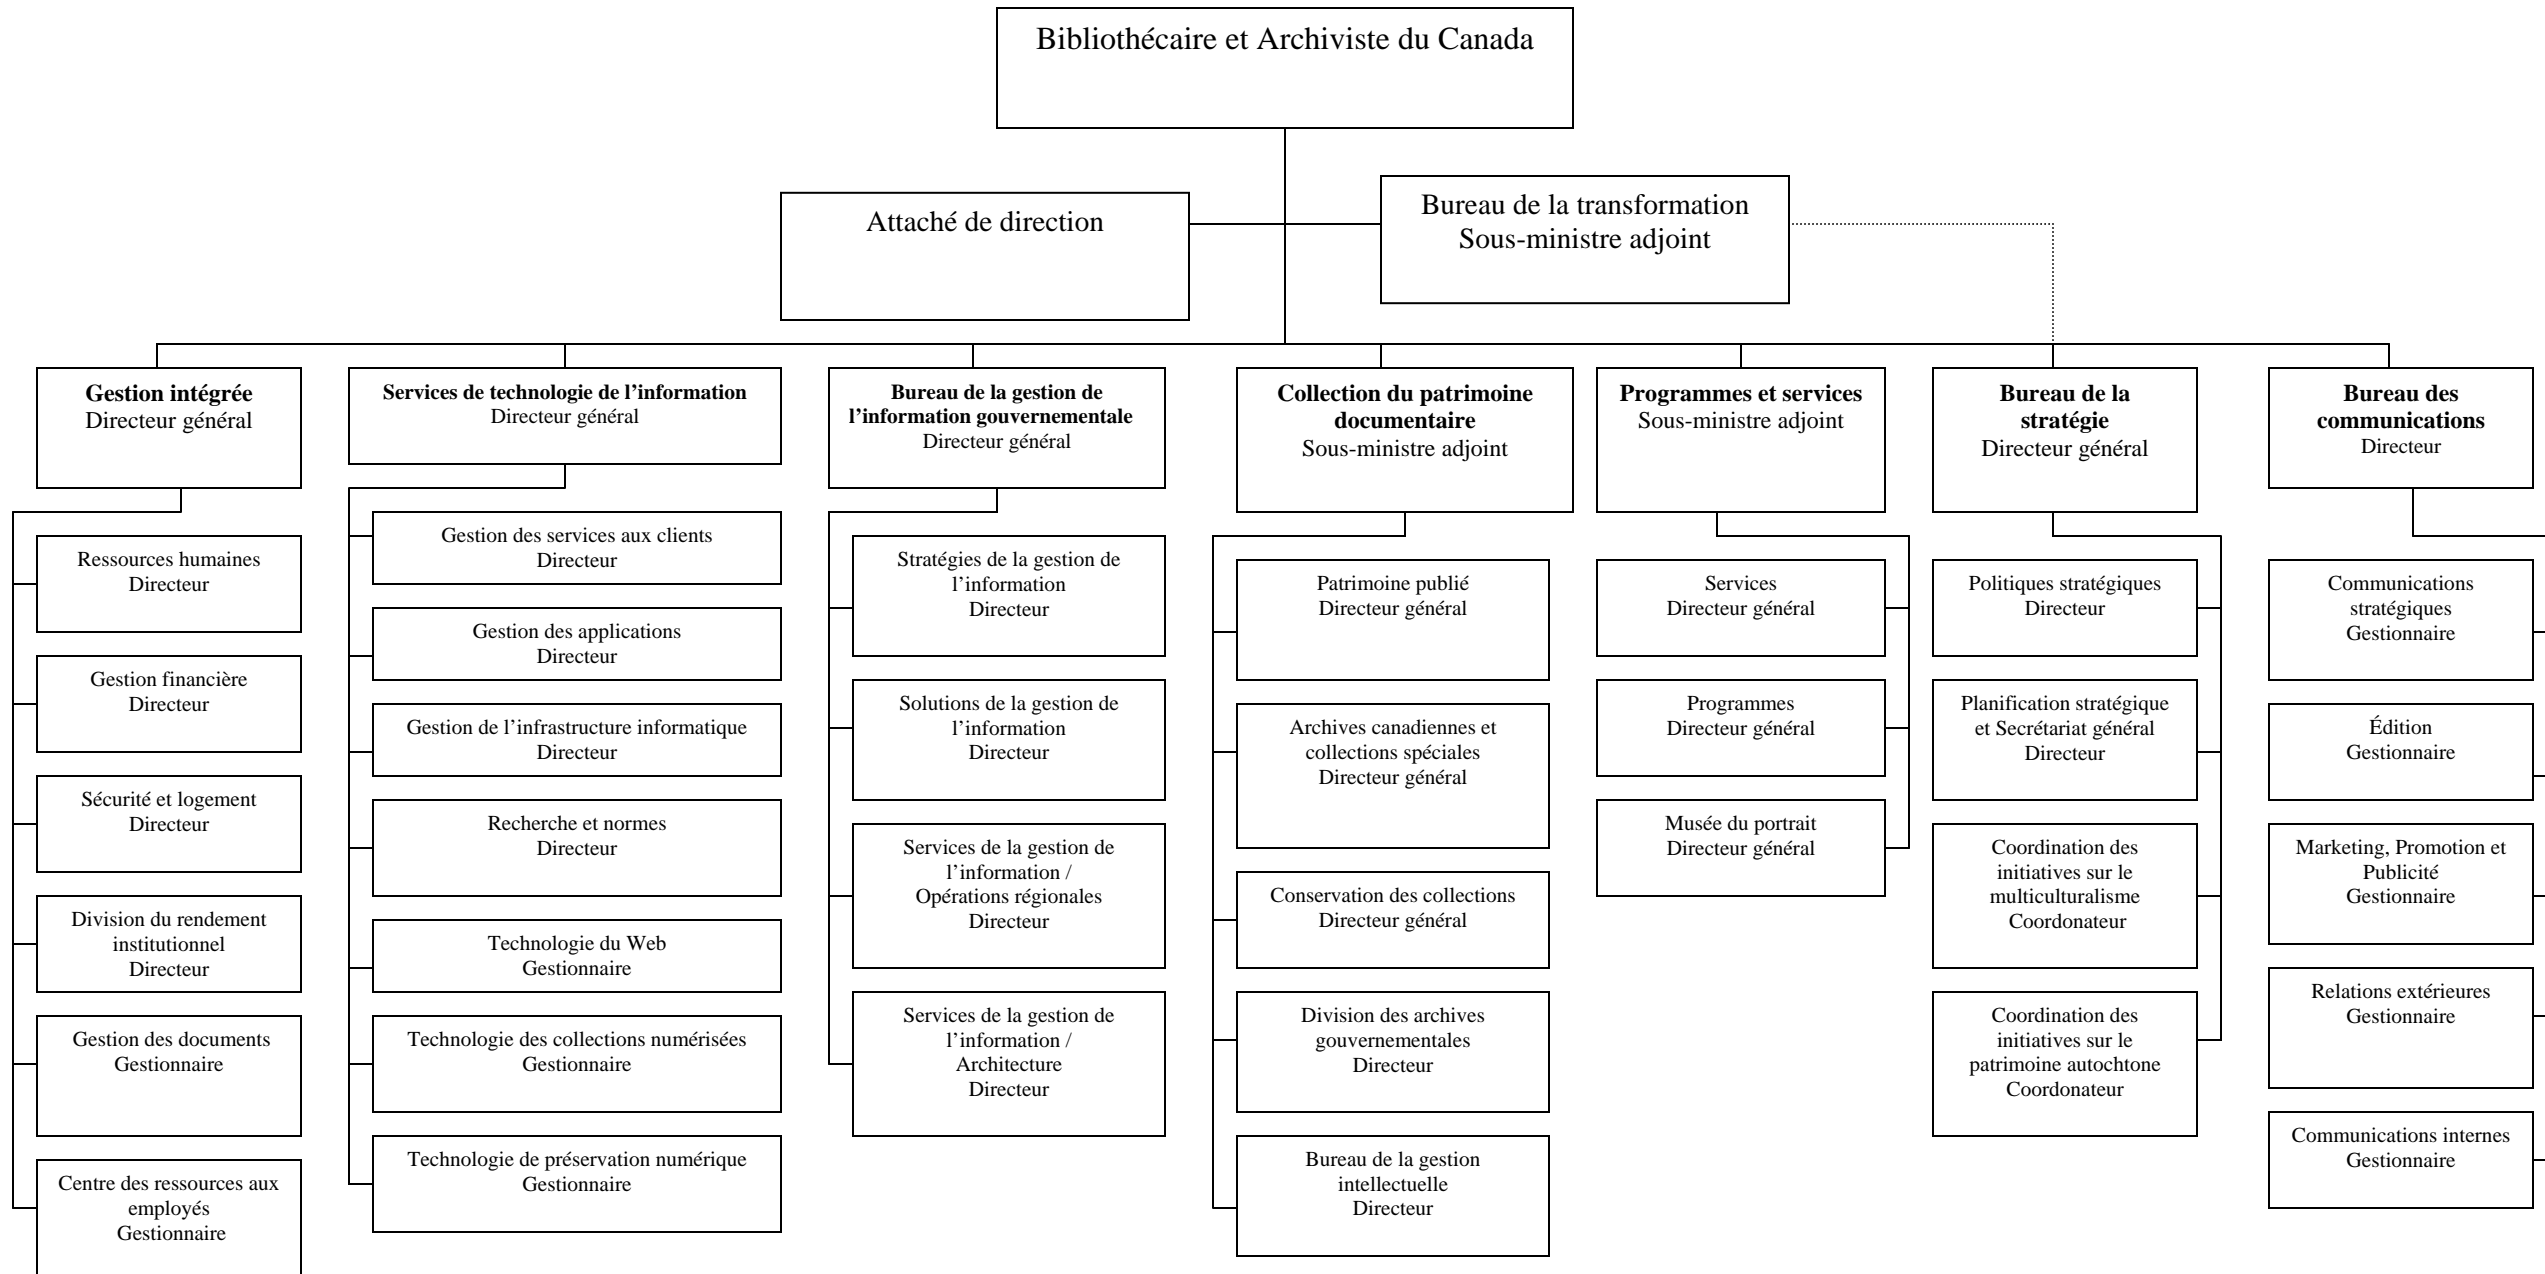 Bibliothécaire et Archiviste du Canada
Attaché de direction
Bureau de la transformation
Sous-ministre adjoint
Gestion intégrée
Directeur général
Ressources humaines
Directeur
Gestion financière
Directeur
Sécurité et logement
Directeur
Division du rendement
institutionnel
Directeur
Gestion des documents
Gestionnaire
Centre des ressources aux
employés
Gestionnaire
Services de technologie de l’information
Directeur général
Gestion des services aux clients
Directeur
Gestion des applications
Directeur
Gestion de l’infrastructure informatique
Directeur
Recherche et normes
Directeur
Technologie du Web
Gestionnaire
Technologie des collections numérisées
Gestionnaire
Technologie de préservation numérique
Gestionnaire
Bureau de la gestion de
l’information gouvernementale
Directeur général
Stratégies de la gestion de
l’information
Directeur
Solutions de la gestion de
l’information
Directeur
Services de la gestion de
l’information /
Opérations régionales
Directeur
Services de la gestion de
l’information /
Architecture
Directeur
Collection du patrimoine
documentaire
Sous-ministre adjoint
Patrimoine publié
Directeur général
Archives canadiennes et
collections spéciales
Directeur général
Conservation des collections
Directeur général
Division des archives
gouvernementales
Directeur
Bureau de la gestion
intellectuelle
Directeur
Programmes et services
Sous-ministre adjoint
Services
Directeur général
Programmes
Directeur général
Musée du portrait
Directeur général
Bureau de la
stratégie
Directeur général
Politiques stratégiques
Directeur
Planification stratégique
et Secrétariat général
Directeur
Coordination des
initiatives sur le
multiculturalisme
Coordonateur
Coordination des
initiatives sur le
patrimoine autochtone
Coordonateur
Bureau des
communications
Directeur
Communications
stratégiques
Gestionnaire
Édition
Gestionnaire
Marketing, Promotion et
Publicité
Gestionnaire
Relations extérieures
Gestionnaire
Communications internes
Gestionnaire